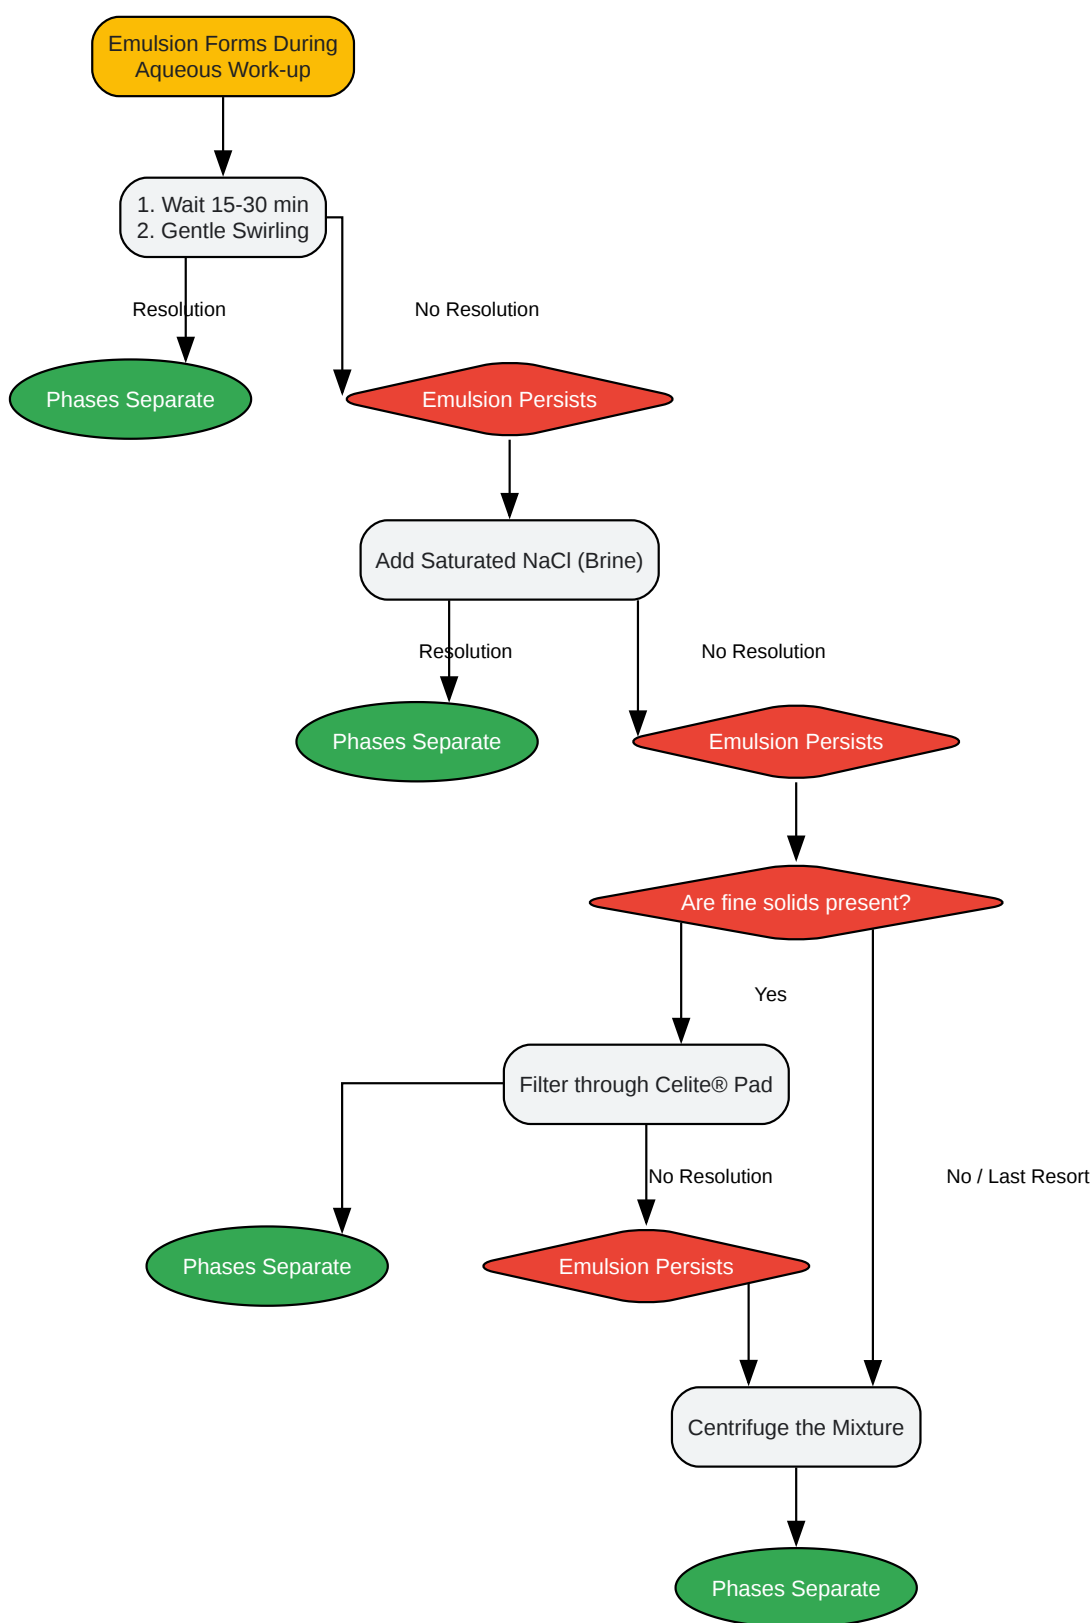 Emulsion Forms During
Aqueous Work-up
1. Wait 15-30 min
2. Gentle Swirling
Resolution
No Resolution
Phases Separate
Emulsion Persists
Add Saturated NaCl (Brine)
Resolution
No Resolution
Phases Separate
Emulsion Persists
Are fine solids present?
Yes
Filter through Celite® Pad
No Resolution
No / Last Resort
Phases Separate
Emulsion Persists
Centrifuge the Mixture
Phases Separate